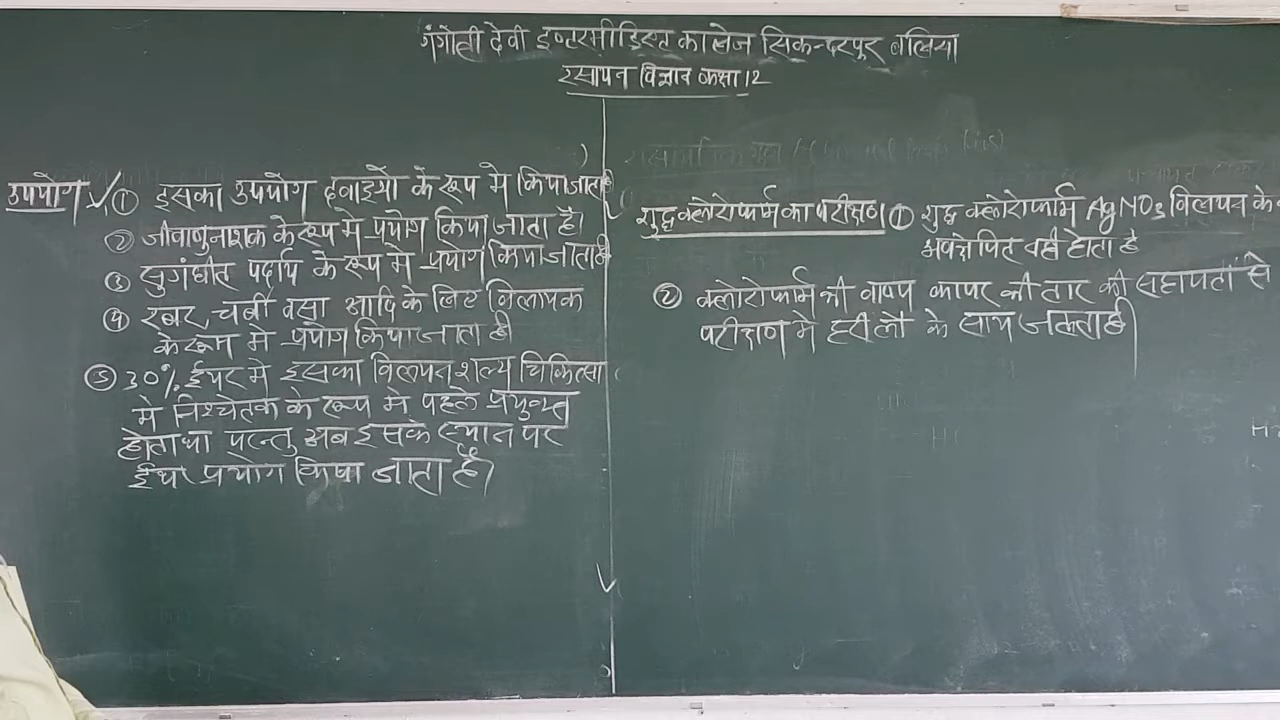 गंगोत्री देवी इण्टरमीडिएट कालेज सिकन्दरपुर बलिया
रसायन विज्ञान कक्षा 12
उपयोग ① इसका उपयोग दवाइयों के रूप में किया जाता है
② जीवाणुनाशक के रूप में प्रयोग किया जाता है।
③ सुगंधित पदार्थ के रूप में प्रयोग किया जाता है
④ रबर, चर्बी वसा आदि के लिए विलायक
के रूप में प्रयोग किया जाता है
⑤ 30% ईथर में इसका विलयन शल्य चिकित्सा
में निश्चेतक के रूप में पहले प्रयुक्त
होता था परन्तु अब इसके स्थान पर
ईथर प्रयोग किया जाता है।
शुद्ध क्लोरोफार्म का परीक्षण ① शुद्ध क्लोरोफार्म AgNO3 विलयन के
अवक्षेपित नहीं होता है
② क्लोरोफार्म की वाष्प कापर की तार की सहायता से
परीक्षण में हरी लौ के साथ जलता है।